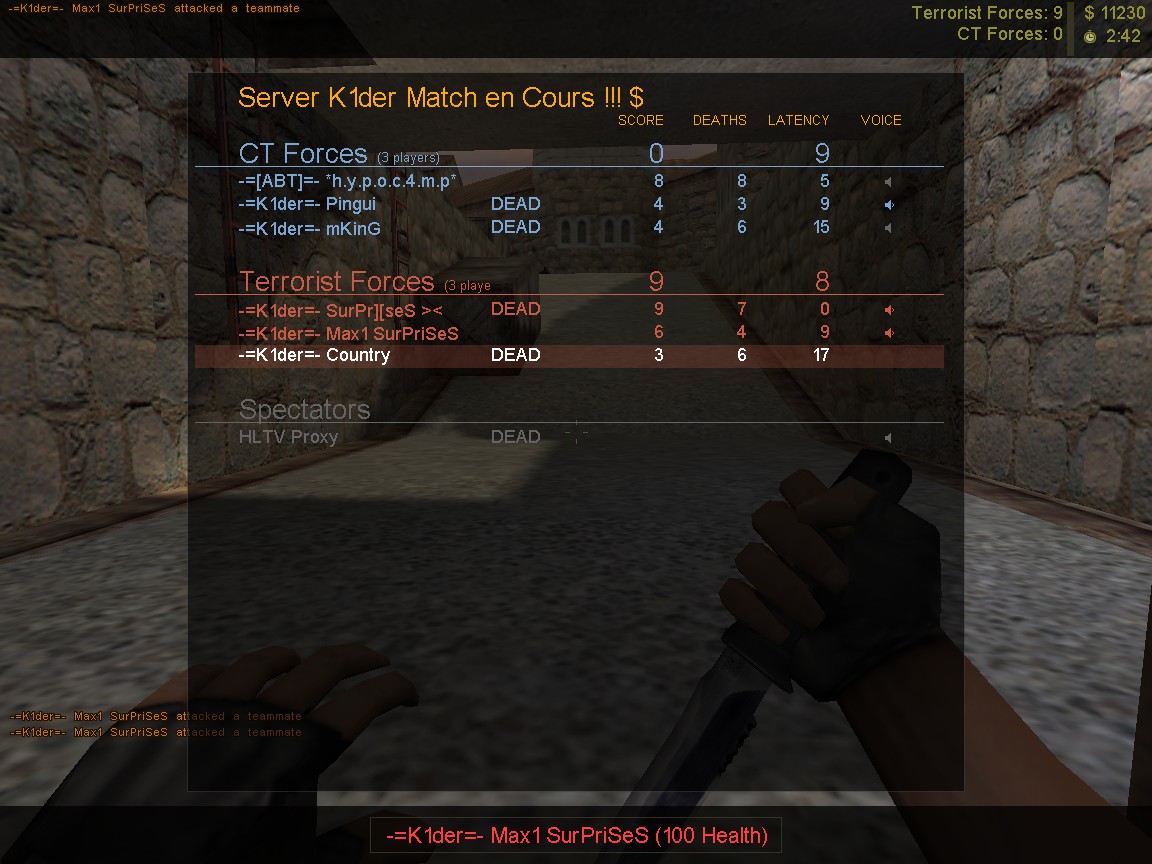 -=K1der=- Max1 SurPriSeS attacked a teammate
Terrorist Forces: 9 $ 11230
CT Forces: 0 2:42
Server K1der Match en Cours !!! $
SCORE DEATHS LATENCY VOICE
CT Forces (3 players) 0 9
-=[ABT]=- *h.y.p.o.c.4.m.p* 8 8 5
-=K1der=- Pingui DEAD 4 3 9
-=K1der=- mKinG DEAD 4 6 15
Terrorist Forces (3 playe 9 8
-=K1der=- SurPr][seS >< DEAD 9 7 0
-=K1der=- Max1 SurPriSeS 6 4 9
-=K1der=- Country DEAD 3 6 17
Spectators
HLTV Proxy DEAD
-=K1der=- Max1 SurPriSeS attacked a teammate
-=K1der=- Max1 SurPriSeS attacked a teammate
-=K1der=- Max1 SurPriSeS (100 Health)